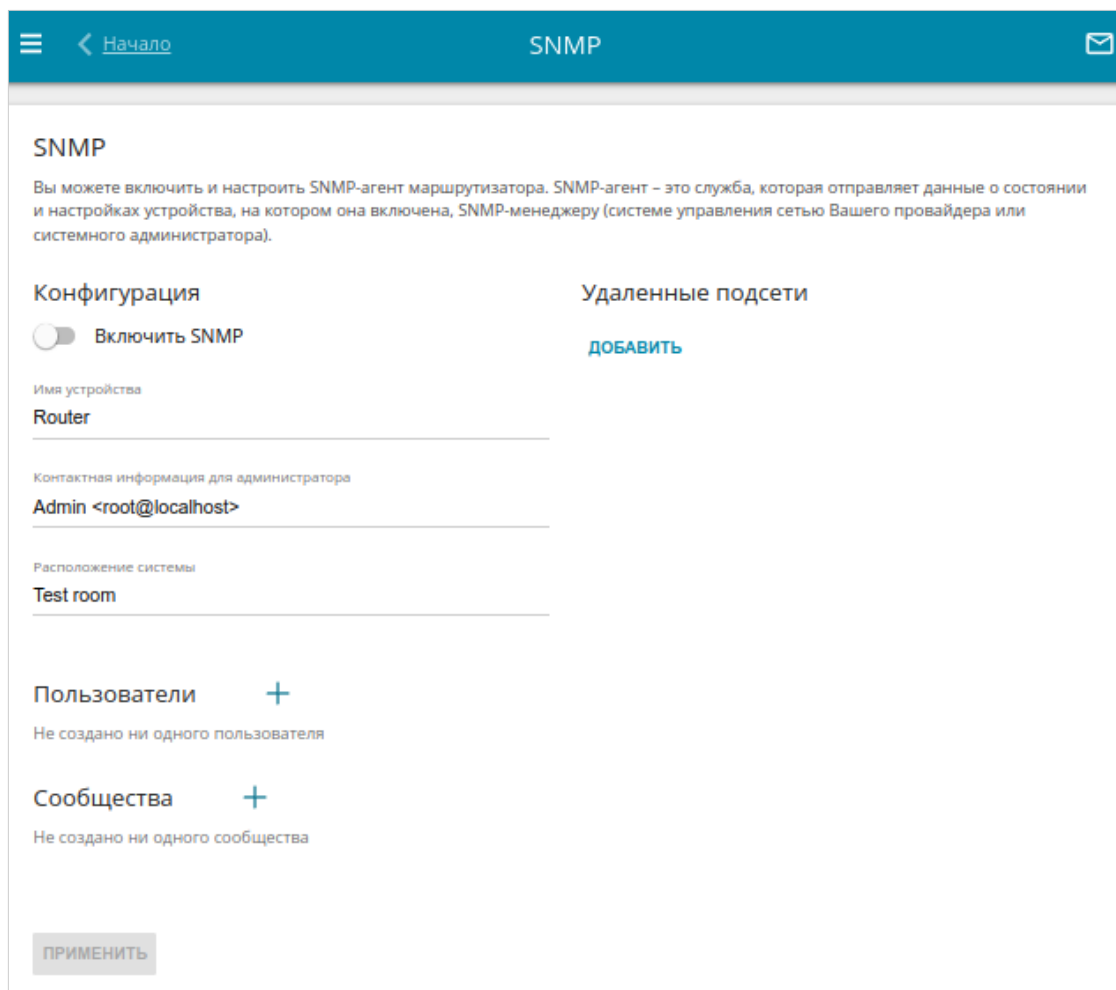 Начало
SNMP
SNMP
Вы можете включить и настроить SNMP-агент маршрутизатора. SNMP-агент – это служба, которая отправляет данные о состоянии
и настройках устройства, на котором она включена, SNMP-менеджеру (системе управления сетью Вашего провайдера или
системного администратора).
Конфигурация
Включить SNMP
Имя устройства
Router
Контактная информация для администратора
Admin <root@localhost>
Расположение системы
Test room
Удаленные подсети
ДОБАВИТЬ
Пользователи
Не создано ни одного пользователя
Сообщества
Не создано ни одного сообщества
ПРИМЕНИТЬ